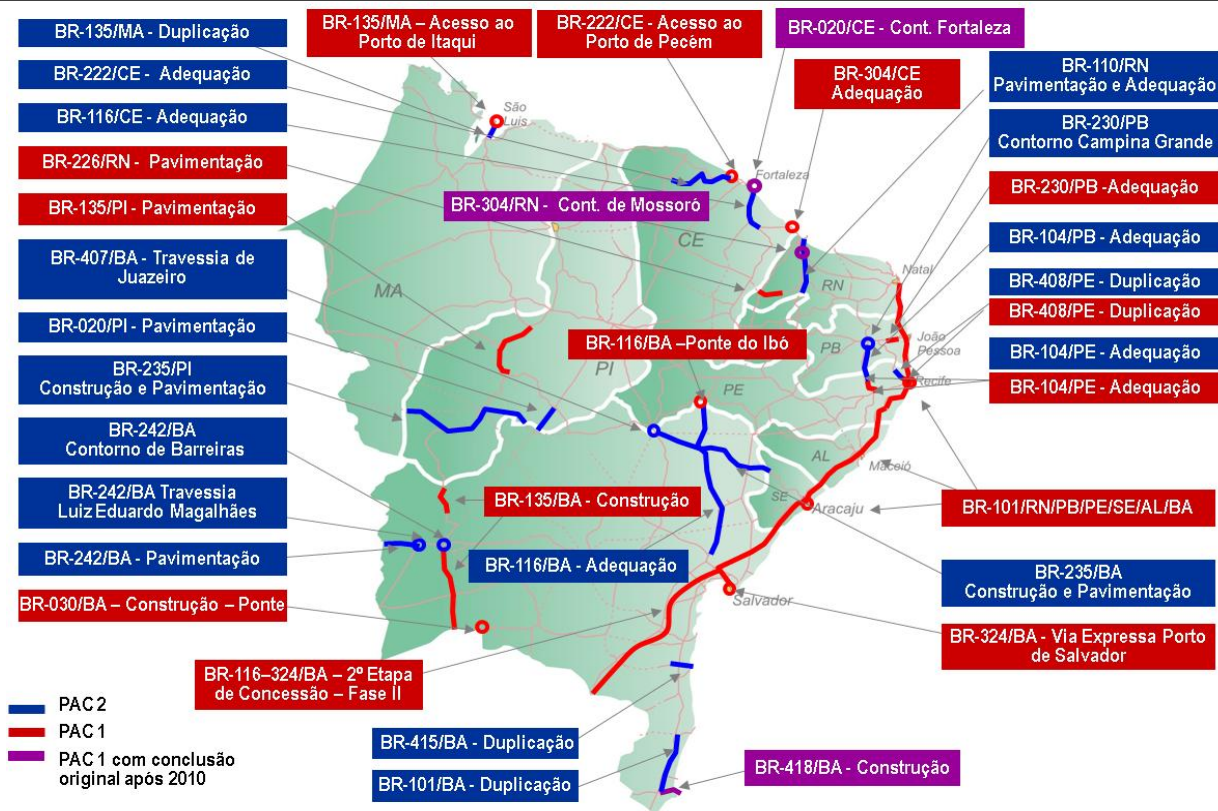 BR-135/MA - Duplicação
BR-222/CE - Adequação
BR-116/CE - Adequação
BR-226/RN - Pavimentação
BR-135/PI - Pavimentação
BR-407/BA - Travessia de
Juazeiro
BR-020/PI - Pavimentação
BR-235/PI
Construção e Pavimentação
BR-242/BA
Contorno de Barreiras
BR-242/BA Travessia
Luiz Eduardo Magalhães
BR-242/BA - Pavimentação
BR-030/BA – Construção – Ponte
BR-135/MA – Acesso ao
Porto de Itaqui
BR-222/CE - Acesso ao
Porto de Pecém
BR-020/CE - Cont. Fortaleza
BR-304/CE
Adequação
BR-110/RN
Pavimentação e Adequação
BR-230/PB
Contorno Campina Grande
BR-230/PB -Adequação
BR-104/PB - Adequação
BR-408/PE - Duplicação
BR-408/PE - Duplicação
BR-104/PE - Adequação
BR-104/PE - Adequação
BR-101/RN/PB/PE/SE/AL/BA
BR-235/BA
Construção e Pavimentação
BR-324/BA - Via Expressa Porto
de Salvador
BR-304/RN - Cont. de Mossoró
BR-116/BA –Ponte do Ibó
BR-135/BA - Construção
BR-116/BA - Adequação
BR-116–324/BA – 2º Etapa
de Concessão – Fase II
BR-415/BA - Duplicação
BR-101/BA - Duplicação
BR-418/BA - Construção
São
Luis
Fortaleza
CE
MA
RN
Natal
PI
PB
João
Pessoa
PE
Recife
AL
Maceió
SE
Aracaju
Salvador
PAC 2
PAC 1
PAC 1 com conclusão
original após 2010